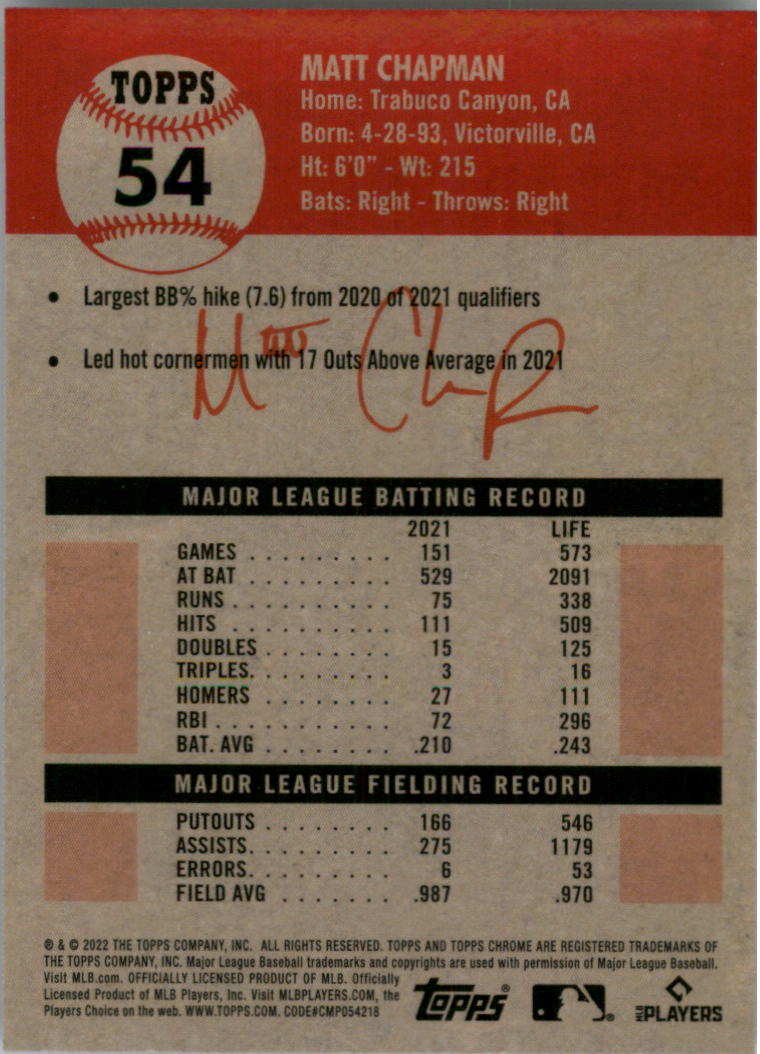 TOPPS
54
MATT CHAPMAN
Home: Trabuco Canyon, CA
Born: 4-28-93, Victorville, CA
Ht: 6'0" - Wt: 215
Bats: Right - Throws: Right
• Largest BB% hike (7.6) from 2020 of 2021 qualifiers
• Led hot cornermen with 17 Outs Above Average in 2021
MAJOR LEAGUE BATTING RECORD
2021 LIFE
GAMES . . . . . . . . . . 151 573
AT BAT . . . . . . . . . . 529 2091
RUNS . . . . . . . . . . . 75 338
HITS . . . . . . . . . . . 111 509
DOUBLES . . . . . . . . . 15 125
TRIPLES. . . . . . . . . . 3 16
HOMERS . . . . . . . . . 27 111
RBI . . . . . . . . . . . . 72 296
BAT. AVG . . . . . . . . .210 .243
MAJOR LEAGUE FIELDING RECORD
PUTOUTS . . . . . . . . . 166 546
ASSISTS. . . . . . . . . . 275 1179
ERRORS. . . . . . . . . . 6 53
FIELD AVG . . . . . . . .987 .970
® & © 2022 THE TOPPS COMPANY, INC. ALL RIGHTS RESERVED. TOPPS AND TOPPS CHROME ARE REGISTERED TRADEMARKS OF
THE TOPPS COMPANY, INC. Major League Baseball trademarks and copyrights are used with permission of Major League Baseball.
Visit MLB.com. OFFICIALLY LICENSED PRODUCT OF MLB. Officially
Licensed Product of MLB Players, Inc. Visit MLBPLAYERS.COM, the
Players Choice on the web. WWW.TOPPS.COM. CODE#CMP054218
Topps®
MLB PLAYERS